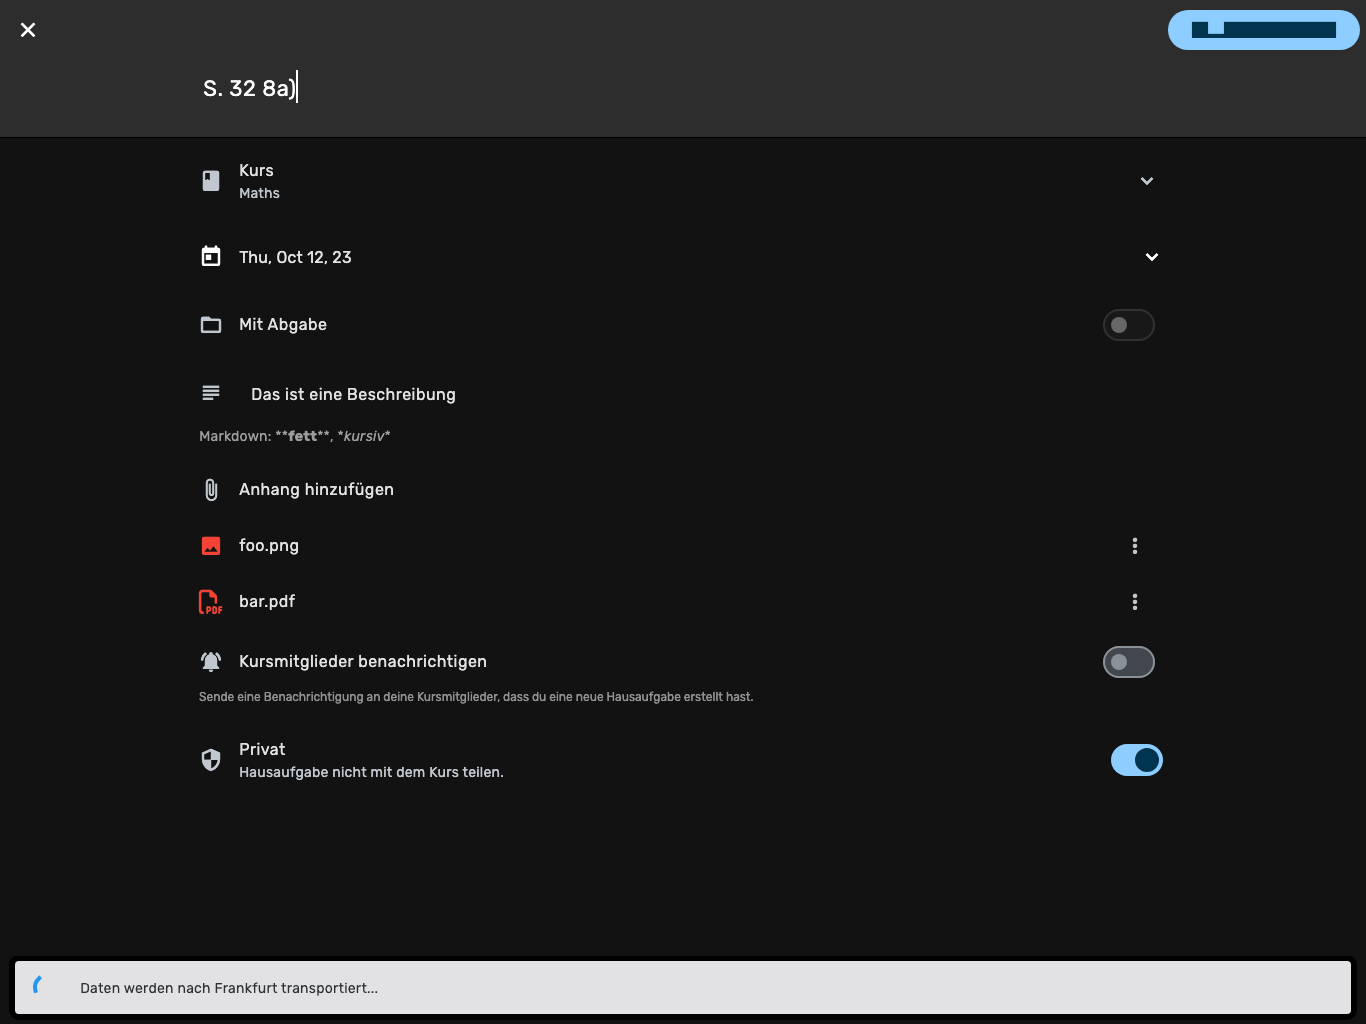 S. 32 8a)
Kurs
Maths
Thu, Oct 12, 23
Mit Abgabe
Das ist eine Beschreibung
Markdown: **fett**, *kursiv*
Anhang hinzufügen
foo.png
PDF
bar.pdf
Kursmitglieder benachrichtigen
Sende eine Benachrichtigung an deine Kursmitglieder, dass du eine neue Hausaufgabe erstellt hast.
Privat
Hausaufgabe nicht mit dem Kurs teilen.
Daten werden nach Frankfurt transportiert...